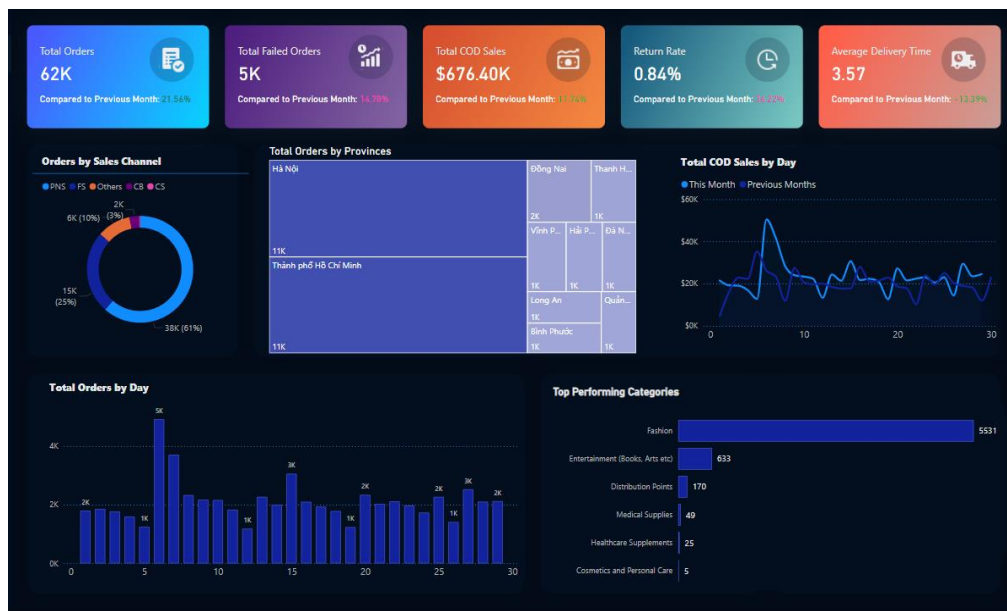 Total Orders
62K
Compared to Previous Month: 21.56%
Total Failed Orders
5K
Compared to Previous Month:
Total COD Sales
$676.40K
Compared to Previous Month:
Return Rate
0.84%
Compared to Previous Month:
Average Delivery Time
3.57
Compared to Previous Month:
Orders by Sales Channel
PNS FS Others CB CS
2K
(3%)
6K (10%)
15K
(25%)
38K (61%)
Total Orders by Provinces
Hà Nội
11K
Thành phố Hồ Chí Minh
11K
Đồng Nai
2K
Thanh H...
1K
Vĩnh P...
1K
Hải P...
1K
Đà N...
1K
Long An
1K
Bình Phước
1K
Quản...
1K
Total COD Sales by Day
This Month Previous Months
$60K
$40K
$20K
$0K
0 10 20 30
Total Orders by Day
4K
2K
0K
2K 1K 5K 1K 3K 1K 2K 2K 1K 3K 2K
0 5 10 15 20 25 30
Top Performing Categories
Fashion 5531
Entertainment (Books, Arts etc) 633
Distribution Points 170
Medical Supplies 49
Healthcare Supplements 25
Cosmetics and Personal Care 5